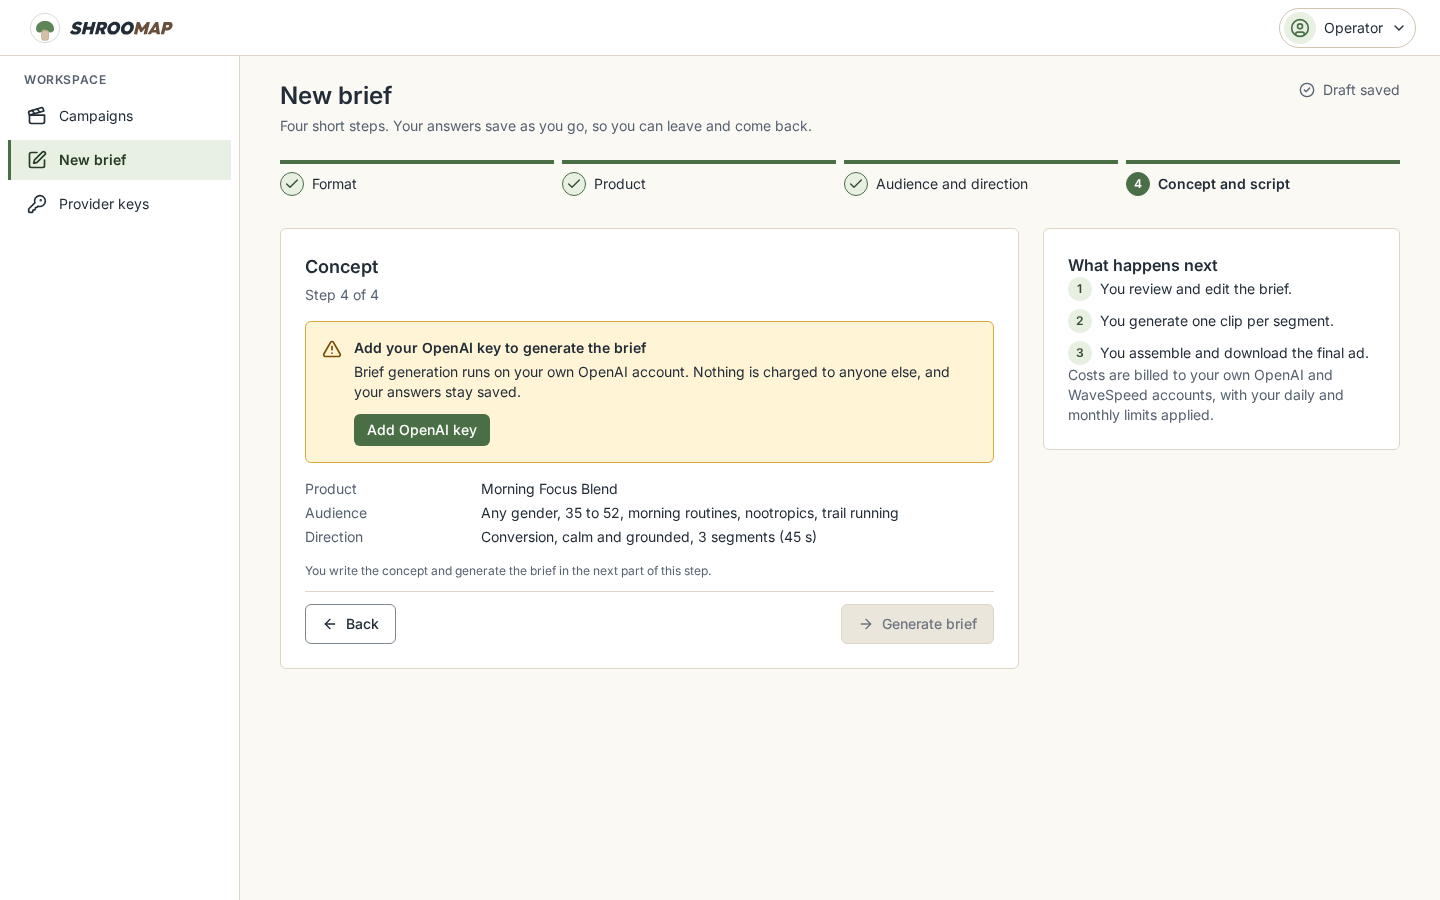 SHROOMAP
Operator
WORKSPACE
Campaigns
New brief
Provider keys
New brief
Draft saved
Four short steps. Your answers save as you go, so you can leave and come back.
Format
Product
Audience and direction
4 Concept and script
Concept
Step 4 of 4
Add your OpenAI key to generate the brief
Brief generation runs on your own OpenAI account. Nothing is charged to anyone else, and
your answers stay saved.
Add OpenAI key
Product Morning Focus Blend
Audience Any gender, 35 to 52, morning routines, nootropics, trail running
Direction Conversion, calm and grounded, 3 segments (45 s)
You write the concept and generate the brief in the next part of this step.
Back
Generate brief
What happens next
1 You review and edit the brief.
2 You generate one clip per segment.
3 You assemble and download the final ad.
Costs are billed to your own OpenAI and
WaveSpeed accounts, with your daily and
monthly limits applied.